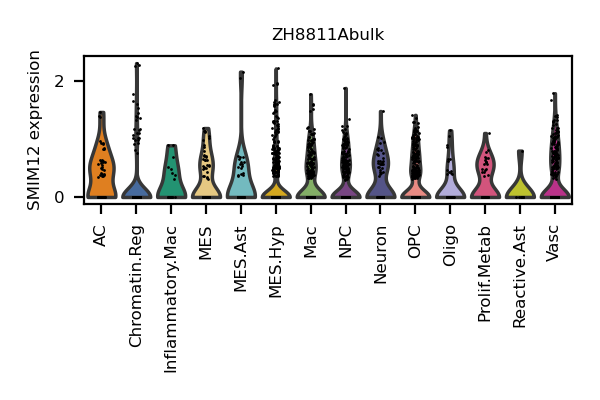 ZH8811Abulk
SMIM12 expression
2
0
AC
Chromatin.Reg
Inflammatory.Mac
MES
MES.Ast
MES.Hyp
Mac
NPC
Neuron
OPC
Oligo
Prolif.Metab
Reactive.Ast
Vasc